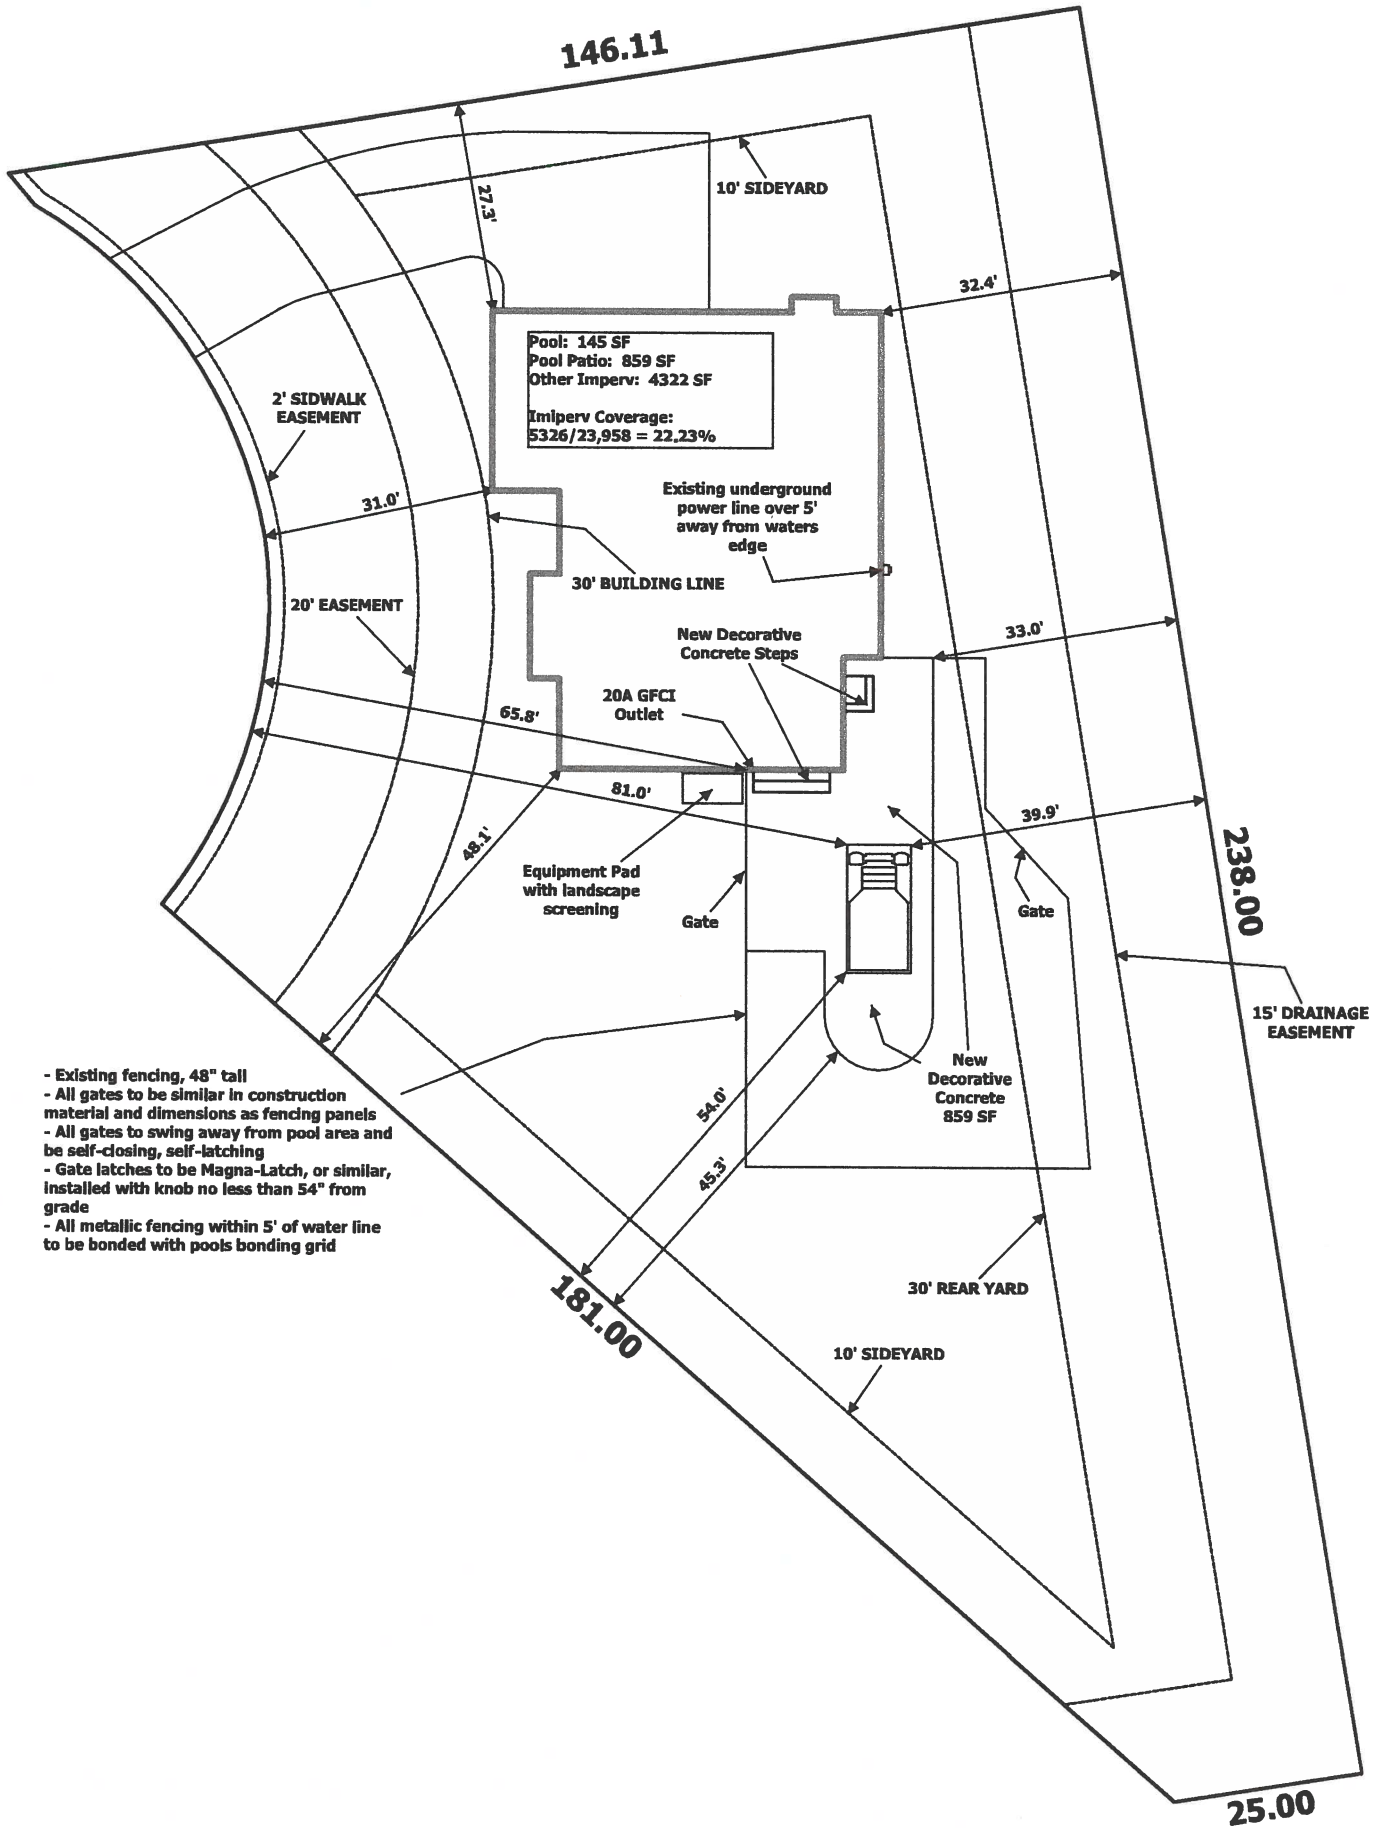 146.11
10' SIDEYARD
27.3'
32.4'
Pool: 145 SF
Pool Patio: 859 SF
Other Imperv: 4322 SF
Imlperv Coverage:
5326/23,958 = 22.23%
2' SIDWALK
EASEMENT
31.0'
Existing underground
power line over 5'
away from waters
edge
30' BUILDING LINE
20' EASEMENT
33.0'
New Decorative
Concrete Steps
20A GFCI
Outlet
65.8'
81.0'
39.9'
48.1'
238.00
Equipment Pad
with landscape
screening
Gate
Gate
15' DRAINAGE
EASEMENT
New
Decorative
Concrete
859 SF
- Existing fencing, 48" tall
- All gates to be similar in construction
material and dimensions as fencing panels
- All gates to swing away from pool area and
be self-closing, self-latching
- Gate latches to be Magna-Latch, or similar,
installed with knob no less than 54" from
grade
- All metallic fencing within 5' of water line
to be bonded with pools bonding grid
54.0'
45.3'
30' REAR YARD
181.00
10' SIDEYARD
25.00